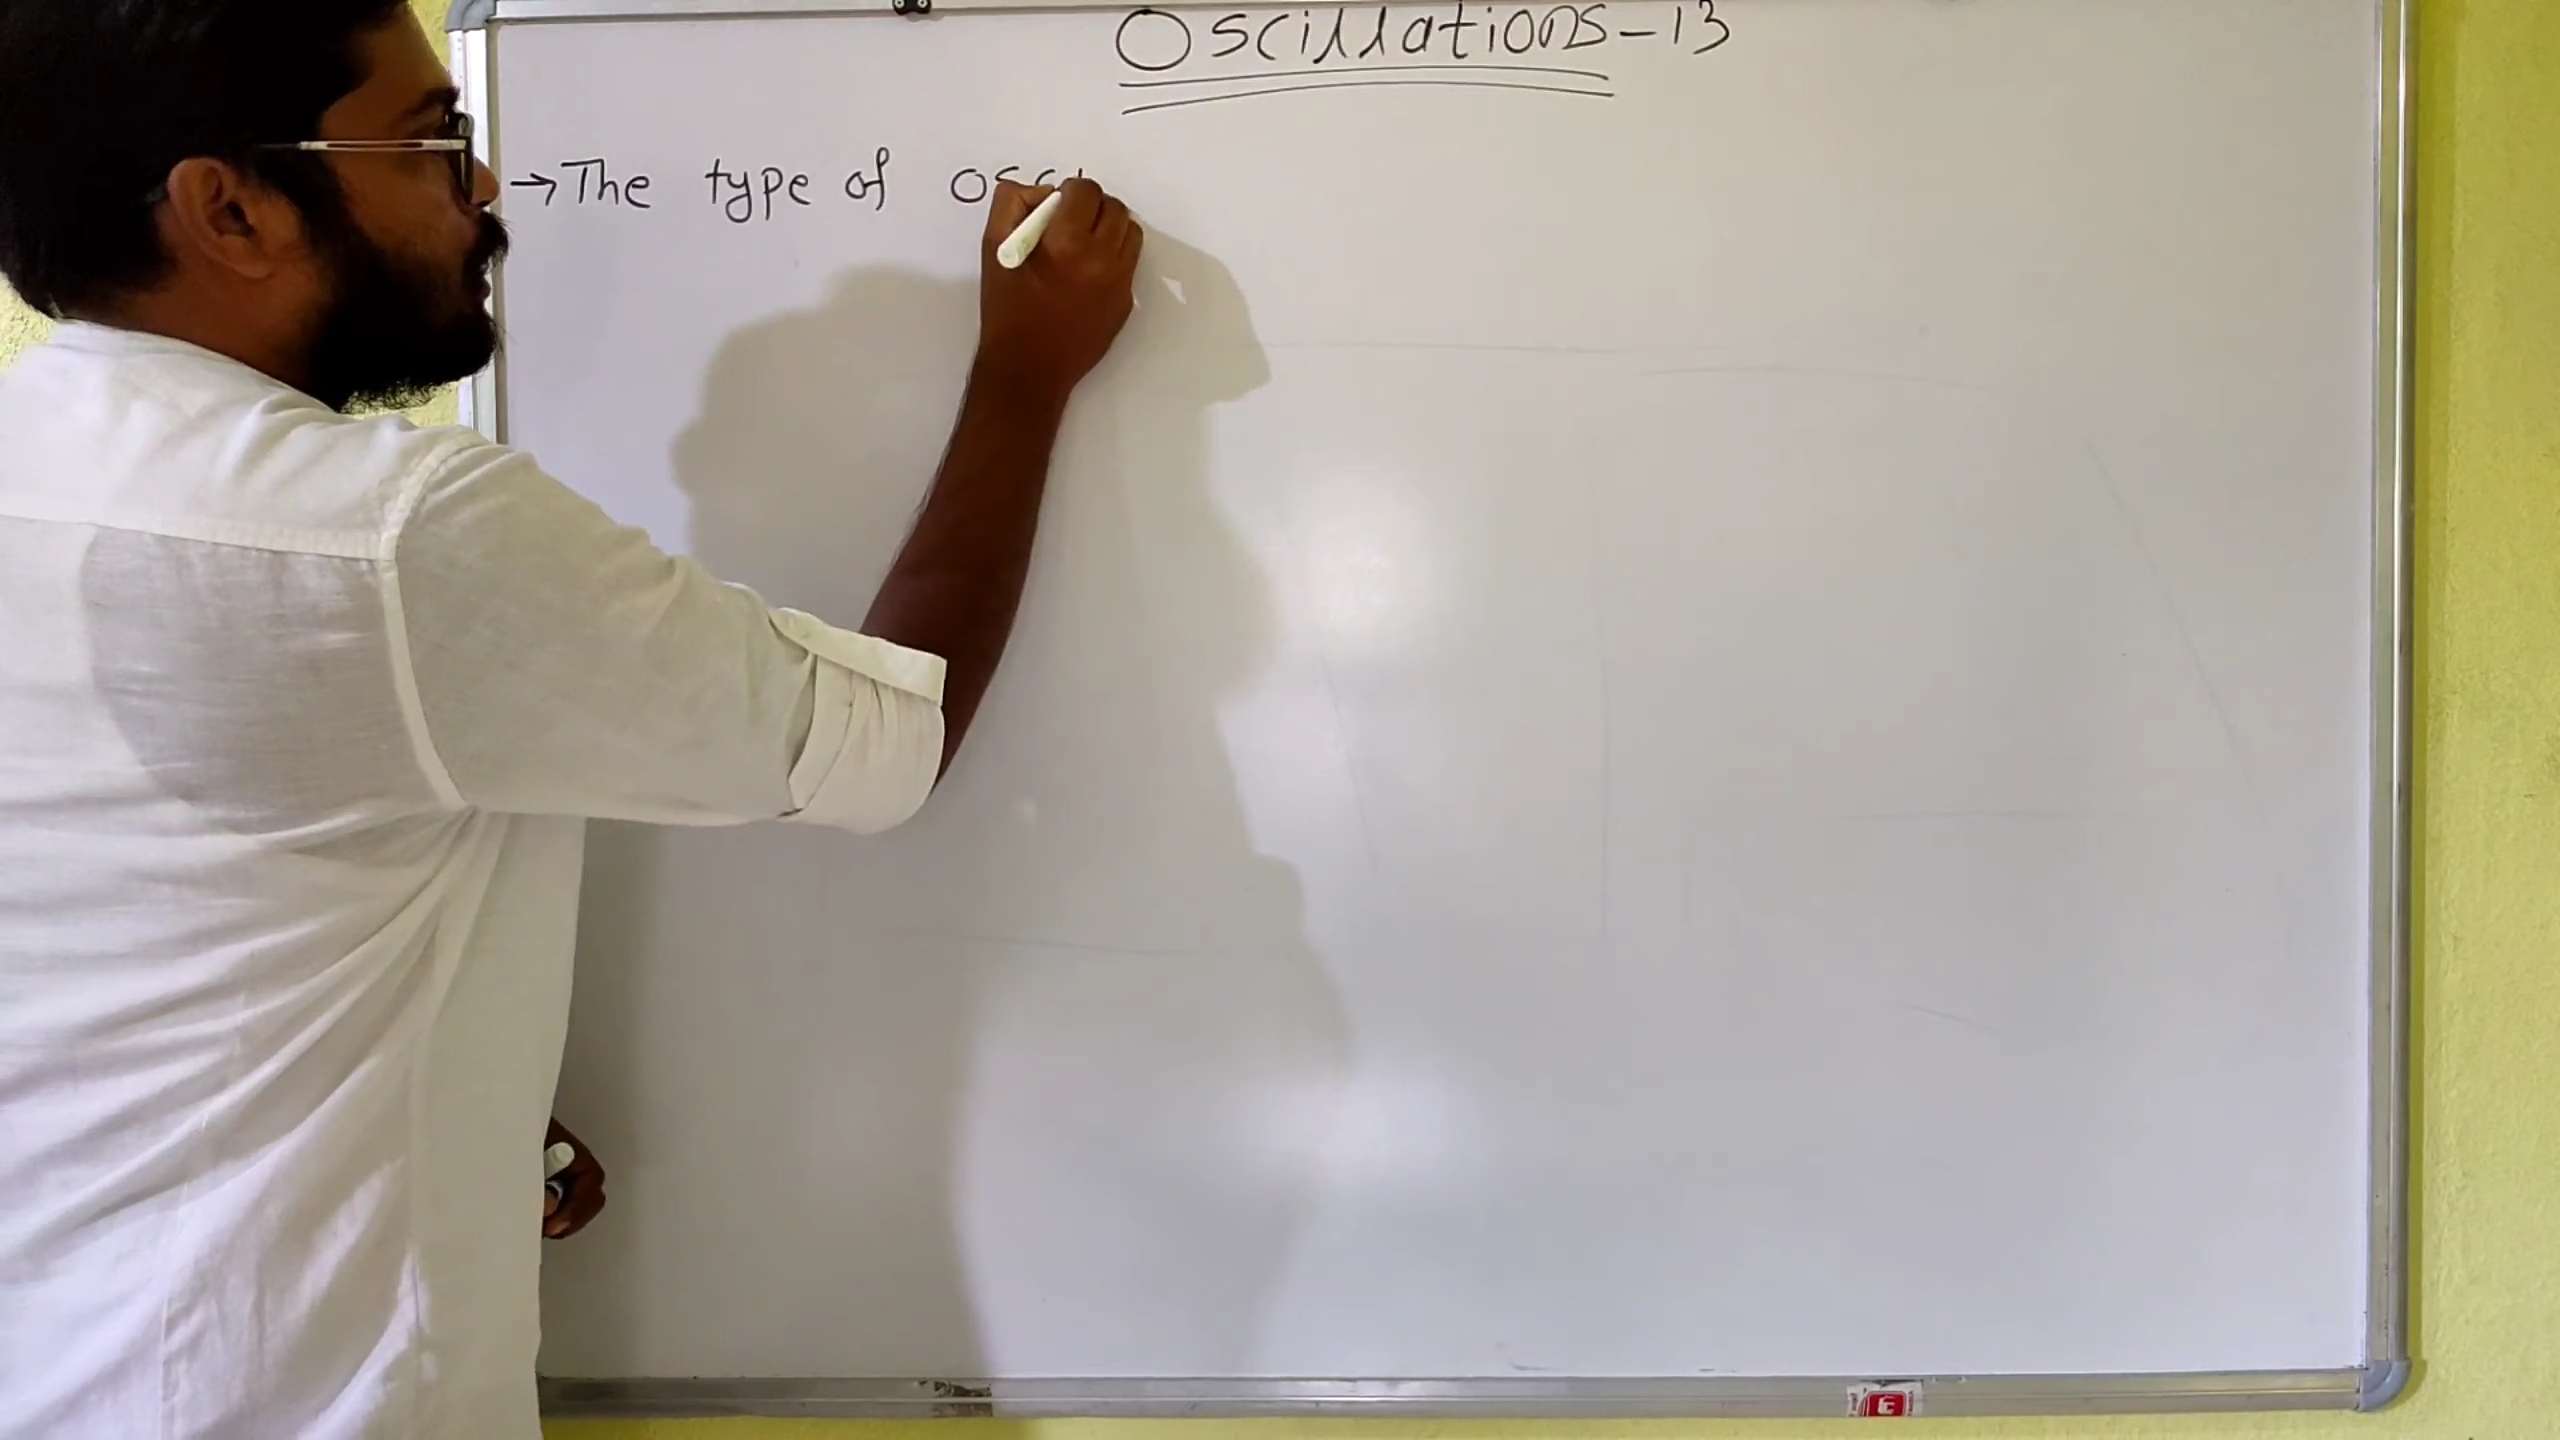 Oscillations-13
→The type of